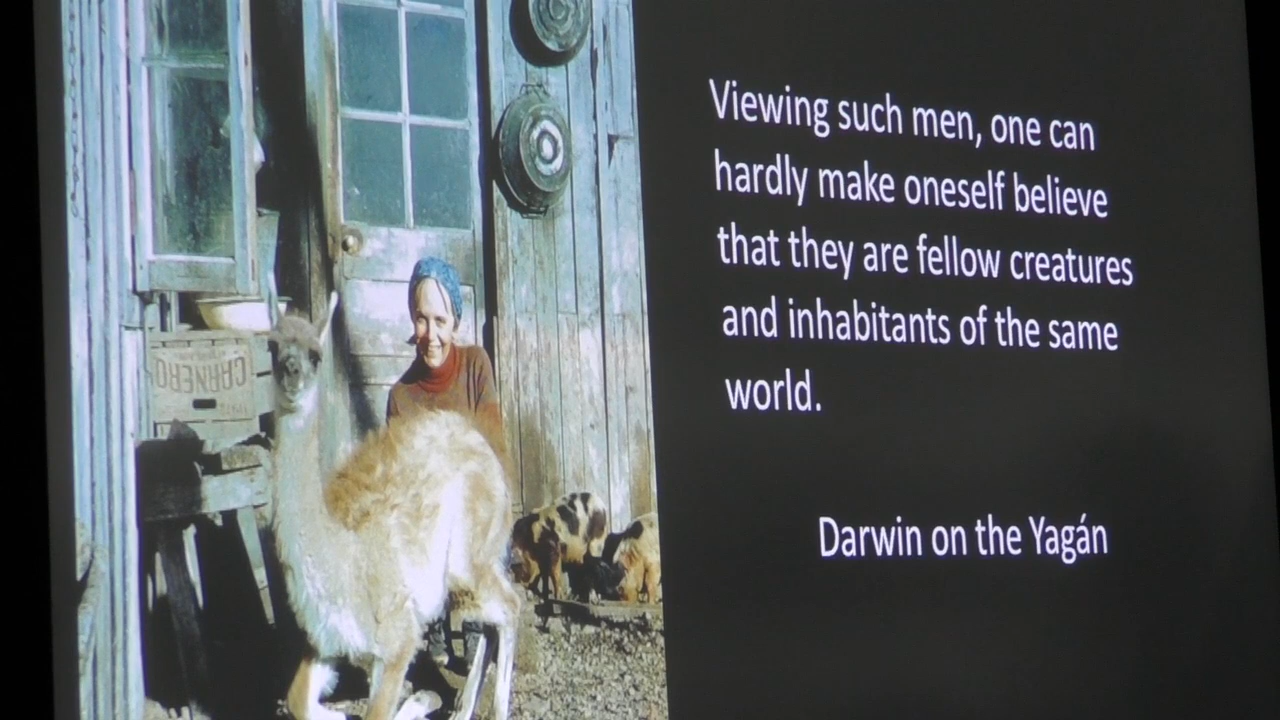 Viewing such men, one can
hardly make oneself believe
that they are fellow creatures
and inhabitants of the same
world.
Darwin on the Yagán
CARNERO